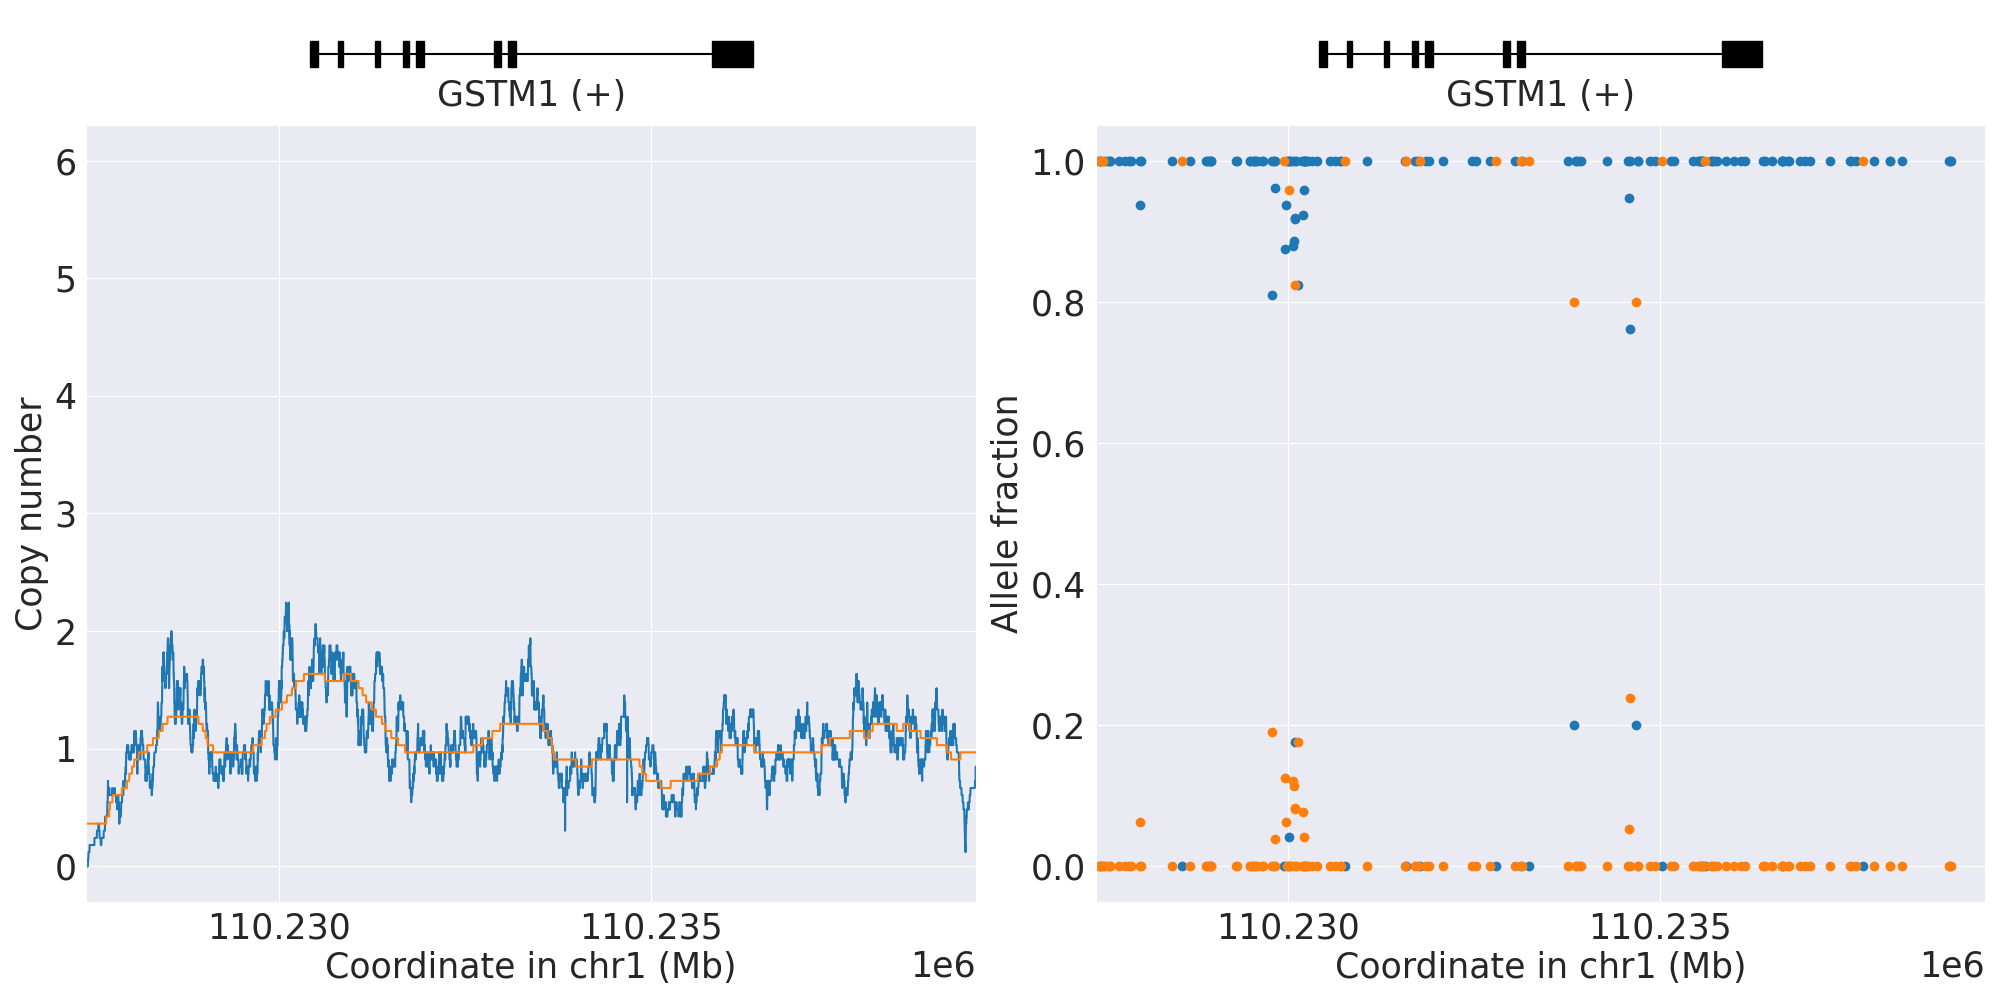 GSTM1 (+)
6
5
4
3
2
1
0
Copy number
110.230
110.235
Coordinate in chr1 (Mb)
1e6
GSTM1 (+)
1.0
0.8
0.6
0.4
0.2
0.0
Allele fraction
110.230
110.235
Coordinate in chr1 (Mb)
1e6